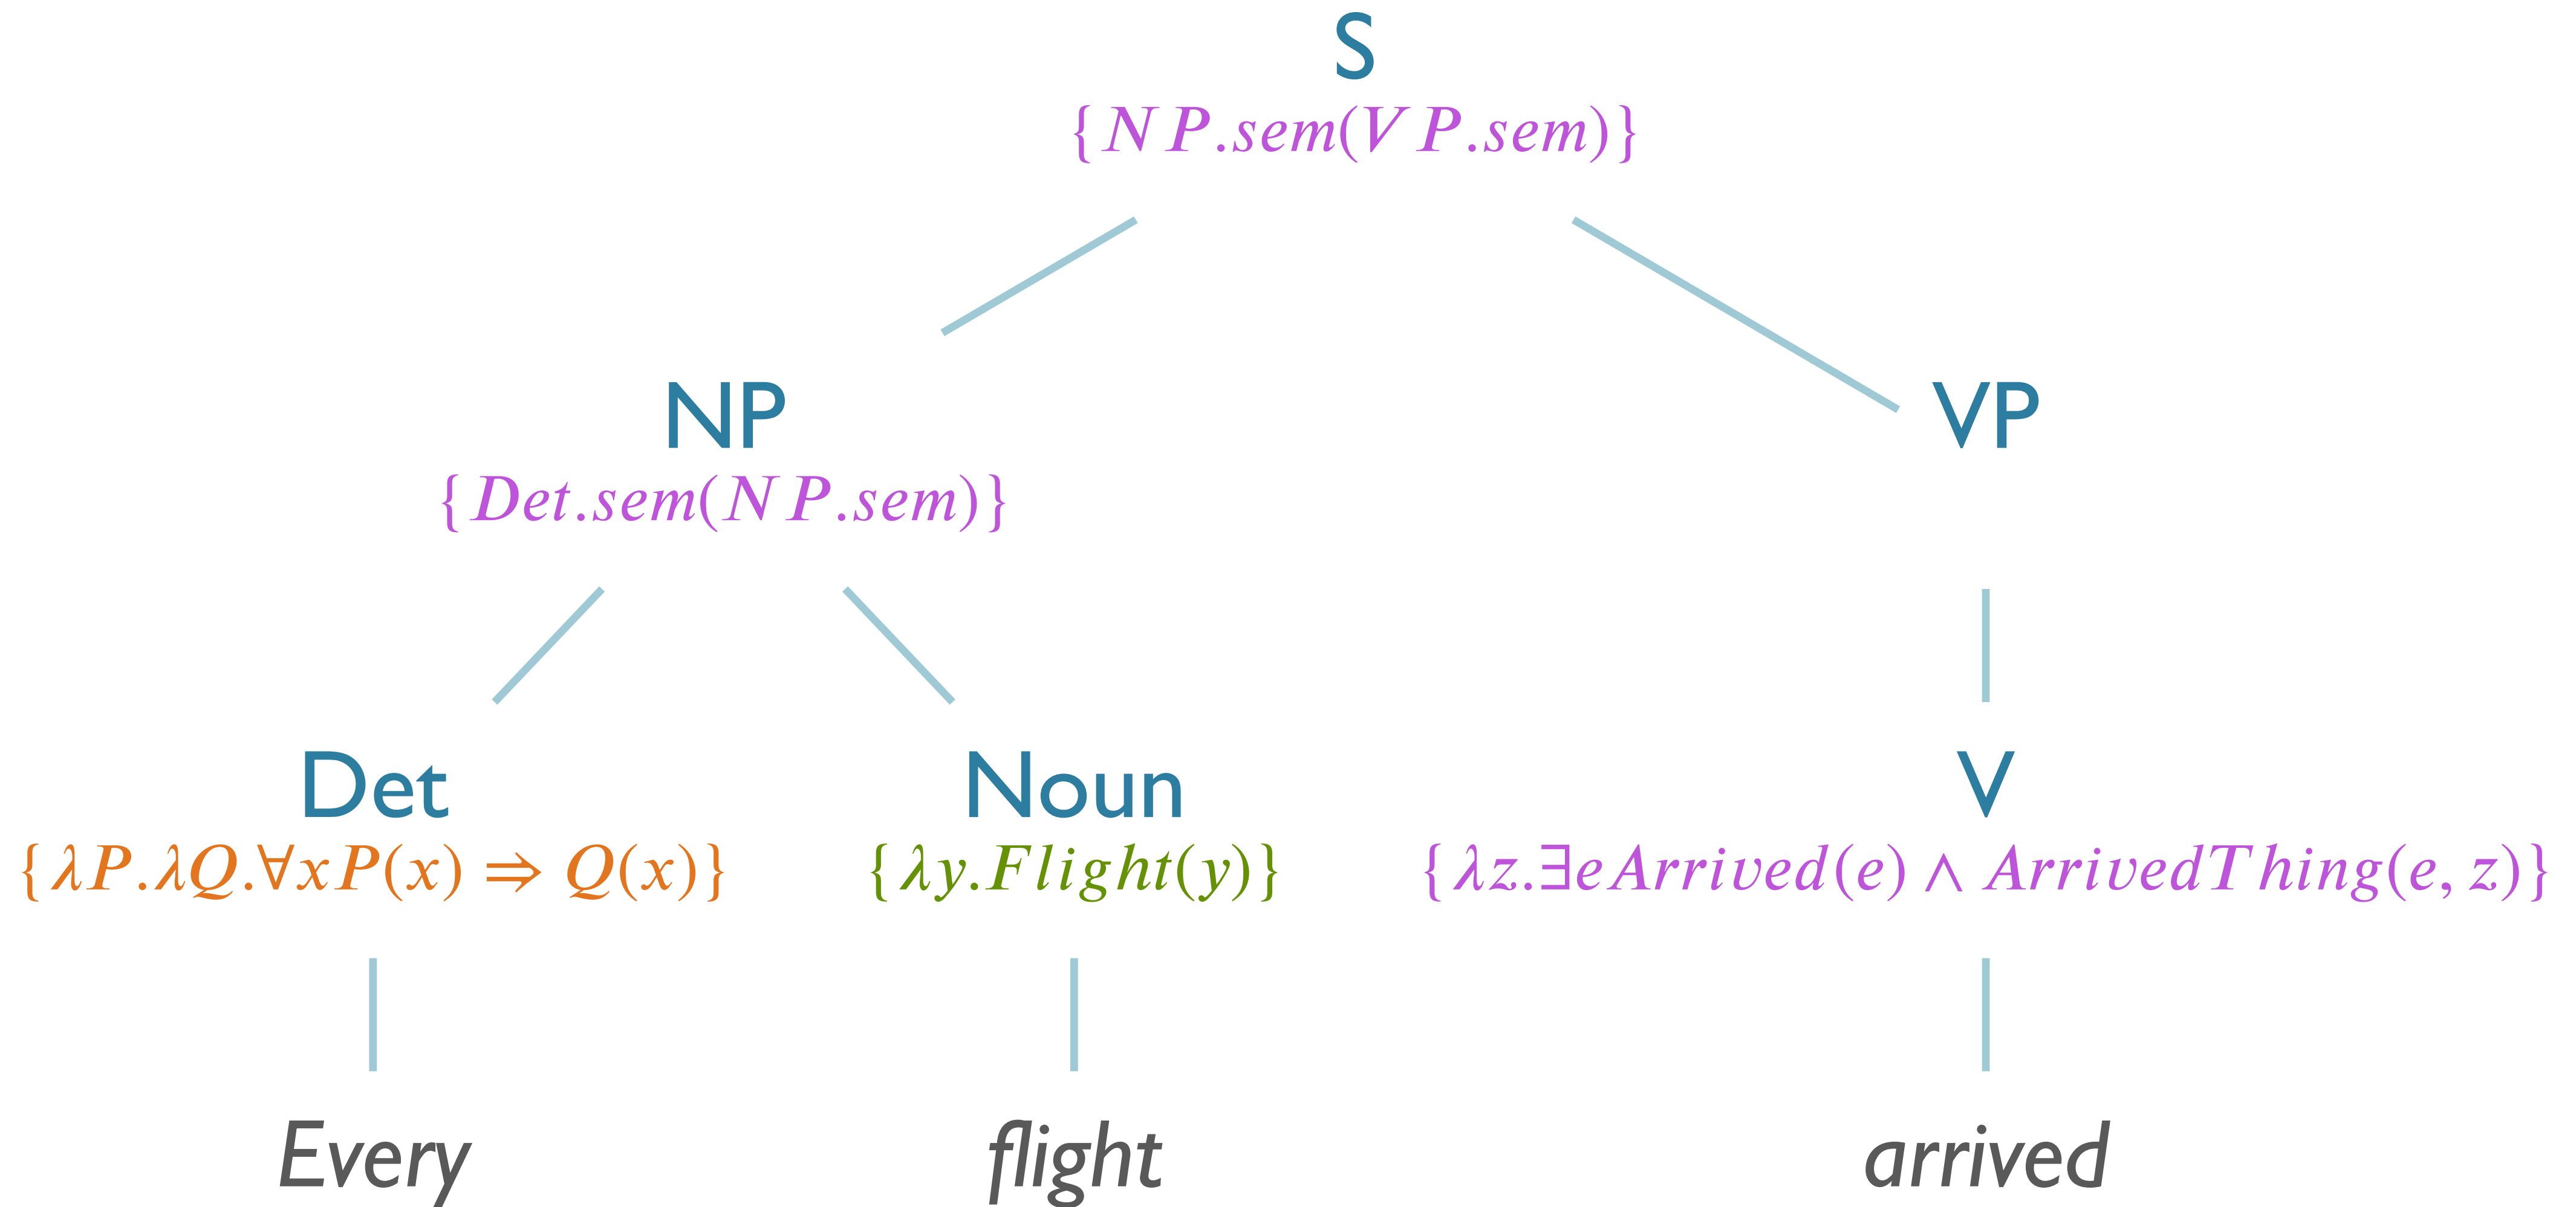 S
{NP.sem(VP.sem)}
NP VP
{Det.sem(NP.sem)}
Det Noun V
{λP.λQ.∀xP(x) ⇒ Q(x)} {λy.Flight(y)} {λz.∃eArrived(e) ∧ ArrivedThing(e, z)}
Every flight arrived